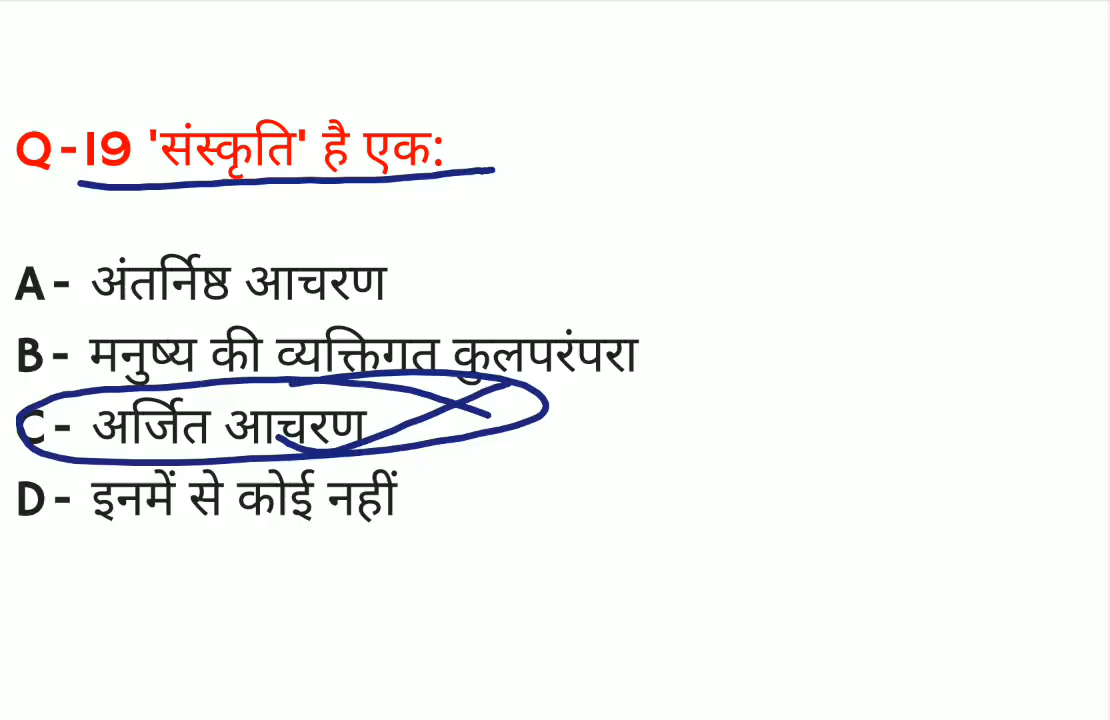 Q-19 'संस्कृति' है एक:
A- अंतर्निष्ठ आचरण
B- मनुष्य की व्यक्तिगत कुलपरंपरा
C- अर्जित आचरण
D- इनमें से कोई नहीं